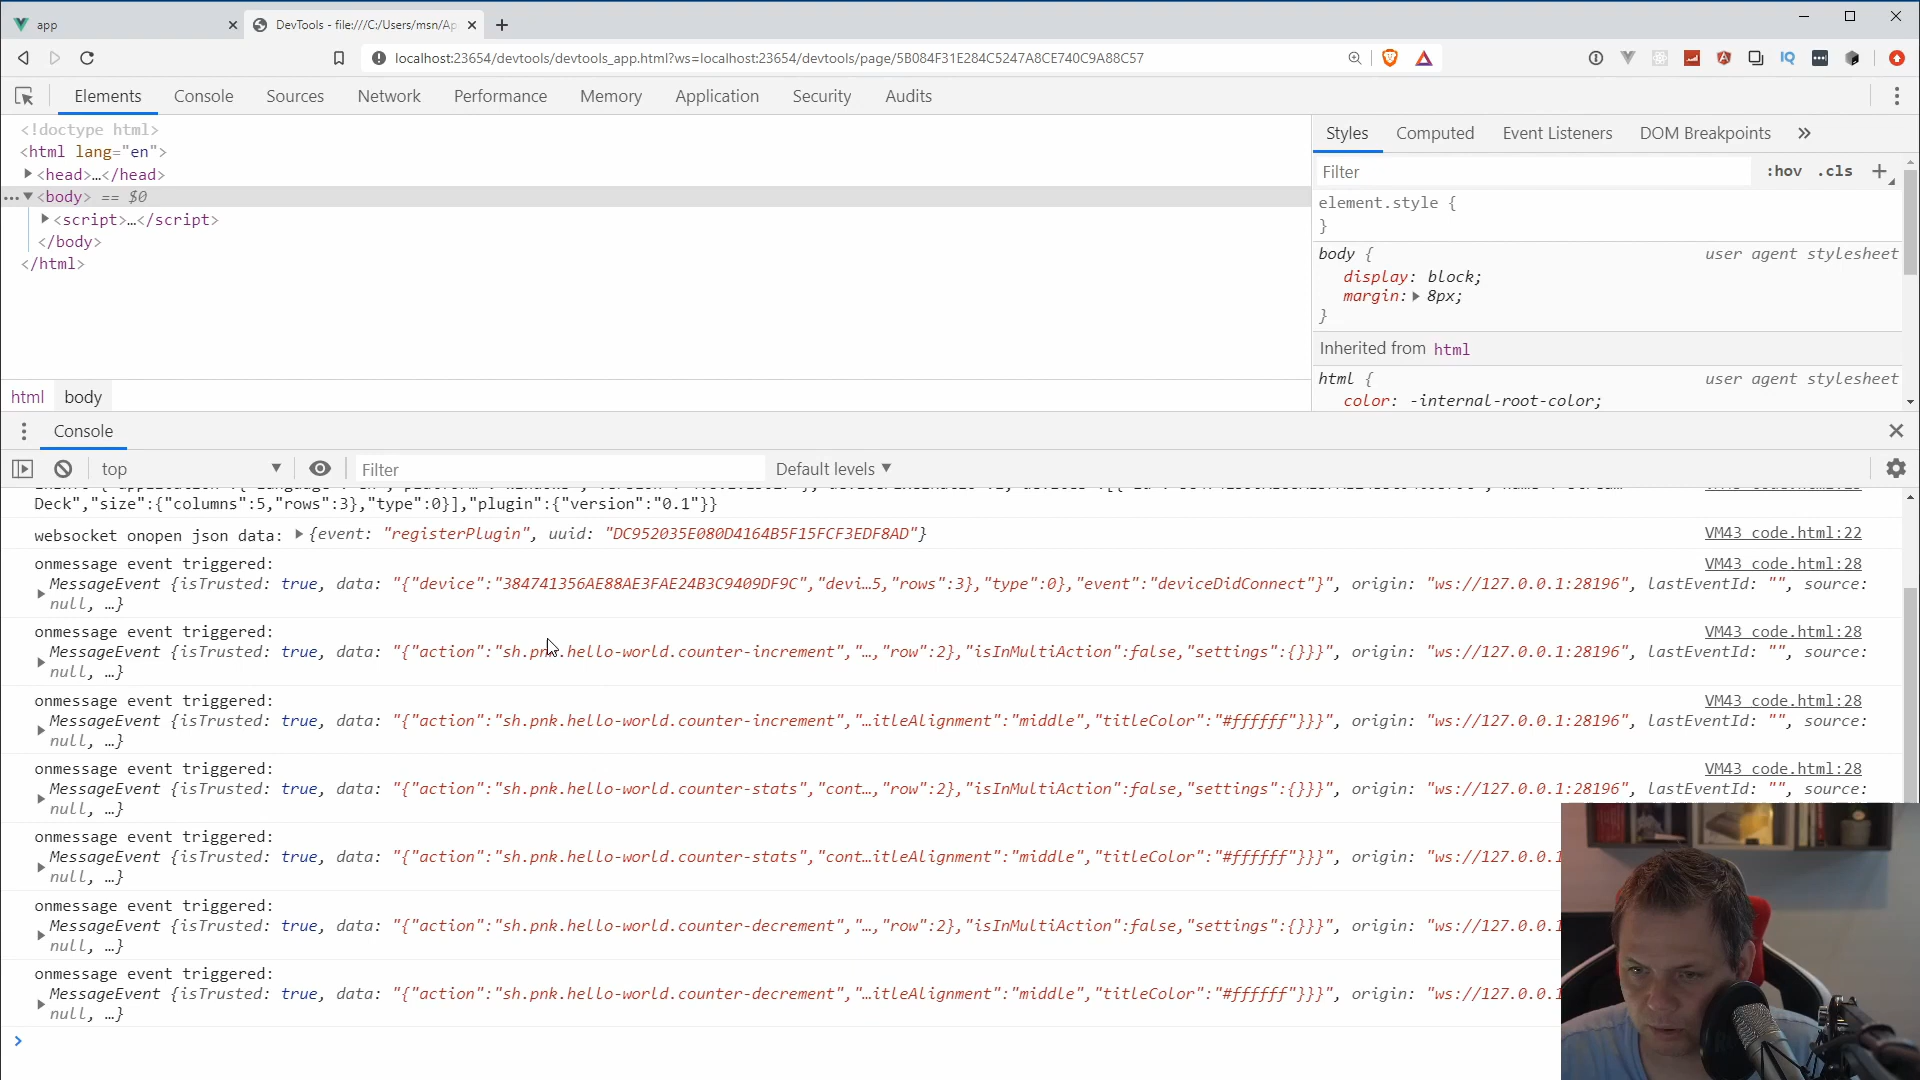 app
DevTools - file:///C:/Users/msn/Ap
localhost:23654/devtools/devtools_app.html?ws=localhost:23654/devtools/page/5B084F31E284C5247A8CE740C9A88C57
IQ
Elements Console Sources Network Performance Memory Application Security Audits
<!doctype html>
<html lang="en">
<head>…</head>
<body> == $0
<script>…</script>
</body>
</html>
html body
Styles Computed Event Listeners DOM Breakpoints »
Filter :hov .cls +
element.style {
}
body { user agent stylesheet
display: block;
margin: 8px;
}
Inherited from html
html { user agent stylesheet
color: -internal-root-color;
Console
top Filter Default levels
Deck","size":{"columns":5,"rows":3},"type":0}],"plugin":{"version":"0.1"}}
websocket onopen json data: {event: "registerPlugin", uuid: "DC952035E080D4164B5F15FCF3EDF8AD"} VM43 code.html:22
onmessage event triggered: VM43 code.html:28
MessageEvent {isTrusted: true, data: "{"device":"384741356AE88AE3FAE24B3C9409DF9C","devi…5,"rows":3},"type":0},"event":"deviceDidConnect"}", origin: "ws://127.0.0.1:28196", lastEventId: "", source:
null, …}
onmessage event triggered: VM43 code.html:28
MessageEvent {isTrusted: true, data: "{"action":"sh.pnk.hello-world.counter-increment","…,"row":2},"isInMultiAction":false,"settings":{}}}", origin: "ws://127.0.0.1:28196", lastEventId: "", source:
null, …}
onmessage event triggered: VM43 code.html:28
MessageEvent {isTrusted: true, data: "{"action":"sh.pnk.hello-world.counter-increment","…itleAlignment":"middle","titleColor":"#ffffff"}}}", origin: "ws://127.0.0.1:28196", lastEventId: "", source:
null, …}
onmessage event triggered: VM43 code.html:28
MessageEvent {isTrusted: true, data: "{"action":"sh.pnk.hello-world.counter-stats","cont…,"row":2},"isInMultiAction":false,"settings":{}}}", origin: "ws://127.0.0.1:28196", lastEventId: "", source:
null, …}
onmessage event triggered:
MessageEvent {isTrusted: true, data: "{"action":"sh.pnk.hello-world.counter-stats","cont…itleAlignment":"middle","titleColor":"#ffffff"}}}", origin: "ws://127.0.0.1
null, …}
onmessage event triggered:
MessageEvent {isTrusted: true, data: "{"action":"sh.pnk.hello-world.counter-decrement","…,"row":2},"isInMultiAction":false,"settings":{}}}", origin: "ws://127.0.0.1
null, …}
onmessage event triggered:
MessageEvent {isTrusted: true, data: "{"action":"sh.pnk.hello-world.counter-decrement","…itleAlignment":"middle","titleColor":"#ffffff"}}}", origin: "ws://127.0.0.1
null, …}